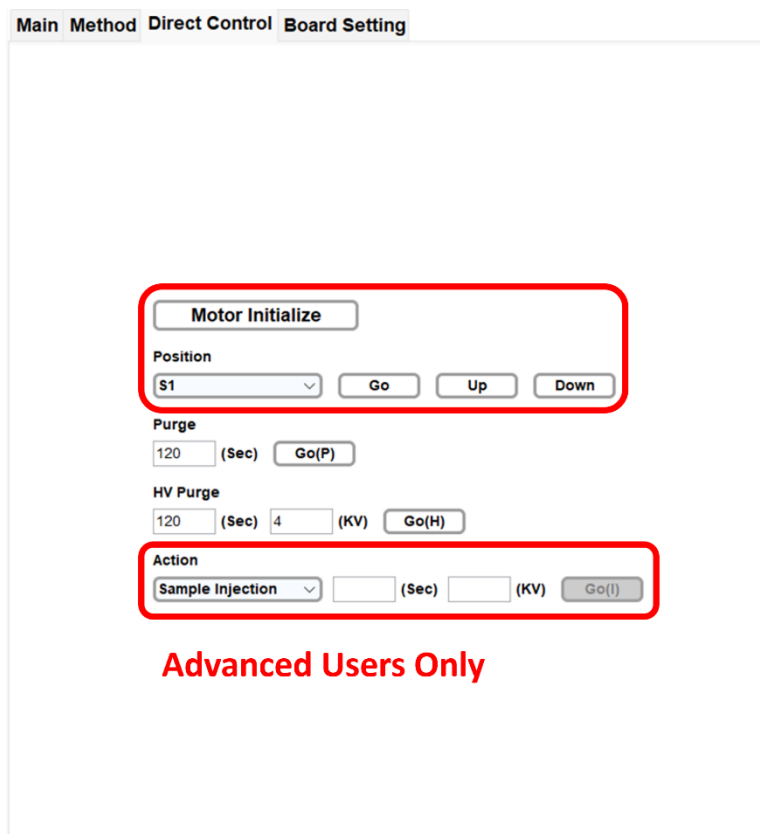 Main Method Direct Control Board Setting
Motor Initialize
Position
S1 Go Up Down
Purge
120 (Sec) Go(P)
HV Purge
120 (Sec) 4 (KV) Go(H)
Action
Sample Injection (Sec) (KV) Go(I)
Advanced Users Only